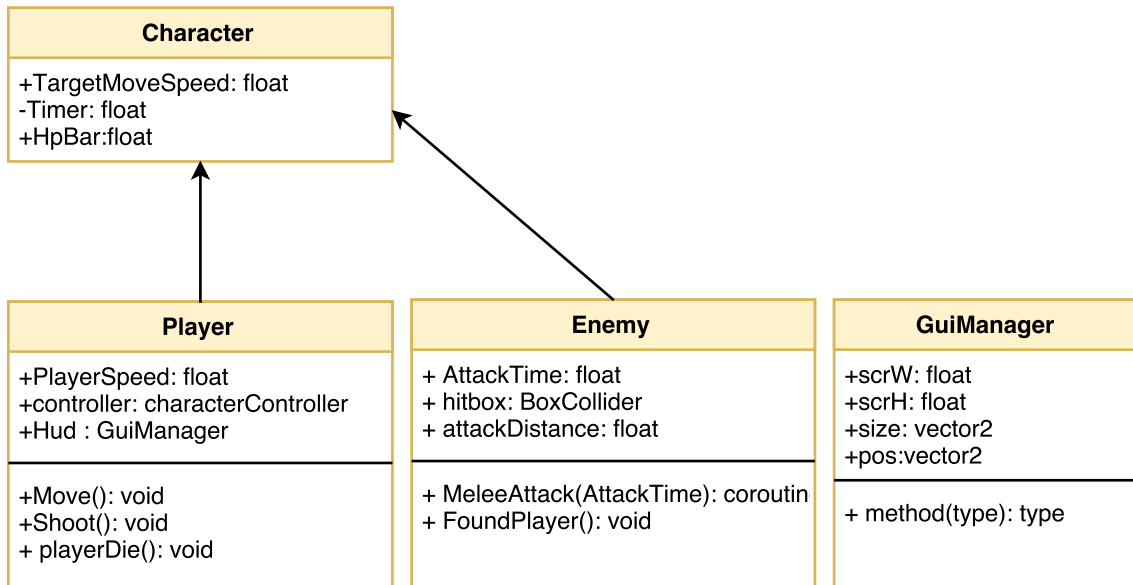 Character
+TargetMoveSpeed: float
-Timer: float
+HpBar:float
Player
+PlayerSpeed: float
+controller: characterController
+Hud : GuiManager
+Move(): void
+Shoot(): void
+ playerDie(): void
Enemy
+ AttackTime: float
+ hitbox: BoxCollider
+ attackDistance: float
+ MeleeAttack(AttackTime): coroutin
+ FoundPlayer(): void
GuiManager
+scrW: float
+scrH: float
+size: vector2
+pos:vector2
+ method(type): type